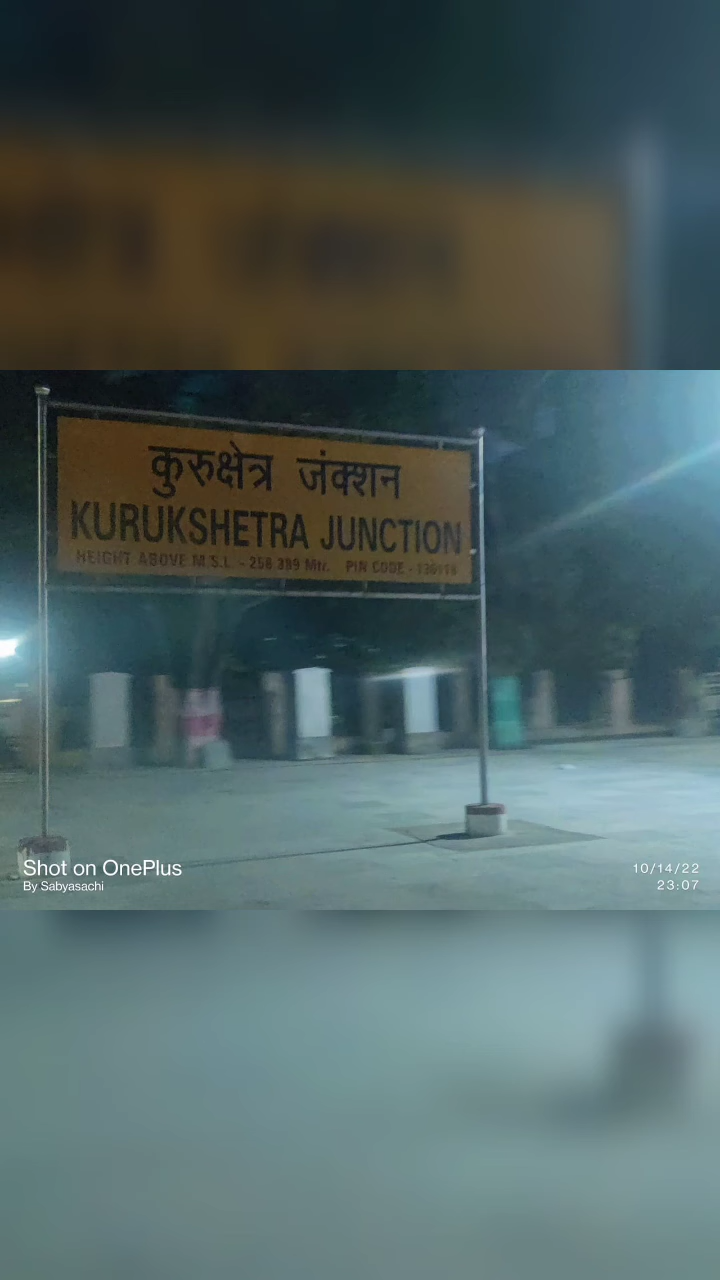 कुरुक्षेत्र जंक्शन
KURUKSHETRA JUNCTION
HEIGHT ABOVE M.S.L. - 258.389 Mtr. PIN CODE - 136118
Shot on OnePlus
By Sabyasachi
10/14/22
23:07